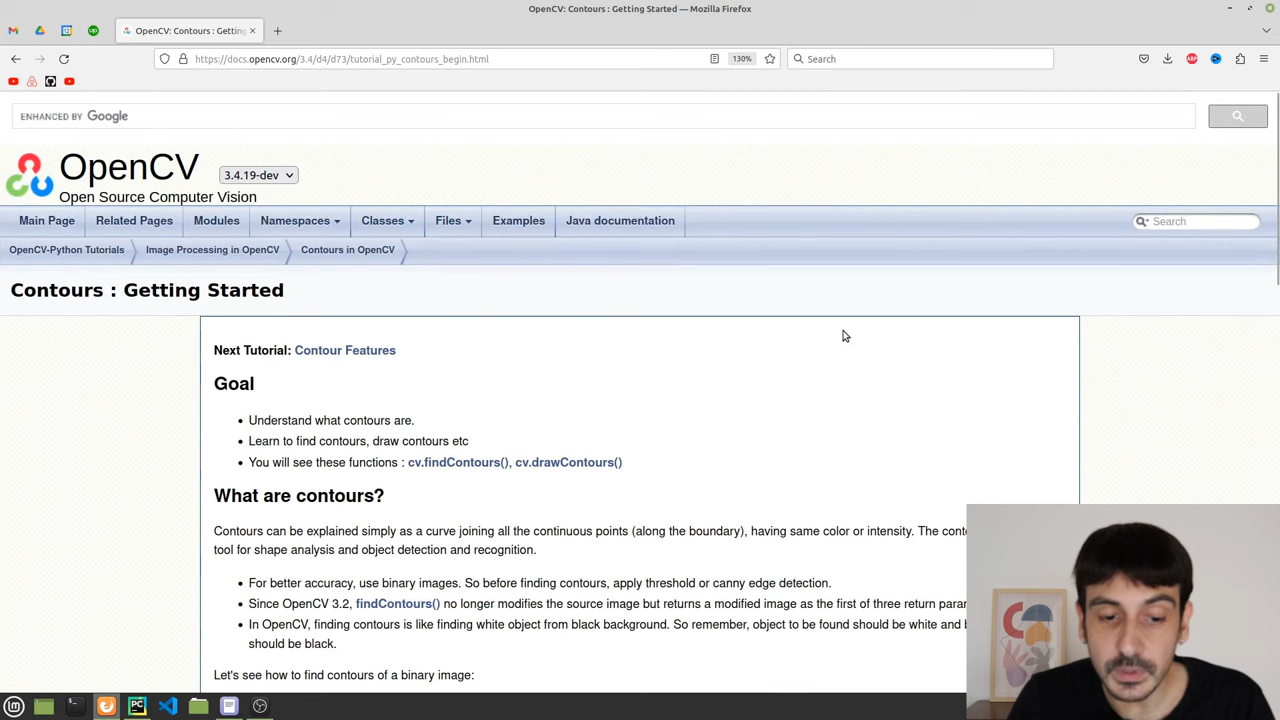 OpenCV: Contours : Getting Started — Mozilla Firefox
OpenCV: Contours : Getting
https://docs.opencv.org/3.4/d4/d73/tutorial_py_contours_begin.html
130%
Search
ENHANCED BY Google
OpenCV
3.4.19-dev
Open Source Computer Vision
Main Page
Related Pages
Modules
Namespaces
Classes
Files
Examples
Java documentation
Search
OpenCV-Python Tutorials
Image Processing in OpenCV
Contours in OpenCV
Contours : Getting Started
Next Tutorial: Contour Features
Goal
• Understand what contours are.
• Learn to find contours, draw contours etc
• You will see these functions : cv.findContours(), cv.drawContours()
What are contours?
Contours can be explained simply as a curve joining all the continuous points (along the boundary), having same color or intensity. The
tool for shape analysis and object detection and recognition.
• For better accuracy, use binary images. So before finding contours, apply threshold or canny edge detection.
• Since OpenCV 3.2, findContours() no longer modifies the source image but returns a modified image as the first of three return
• In OpenCV, finding contours is like finding white object from black background. So remember, object to be found should be white and
should be black.
Let's see how to find contours of a binary image: